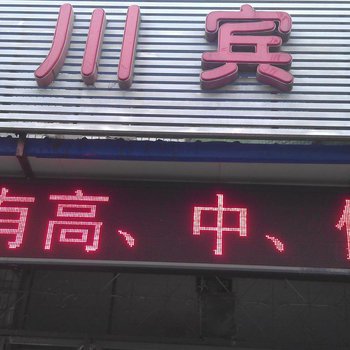 川宾
有高、中、